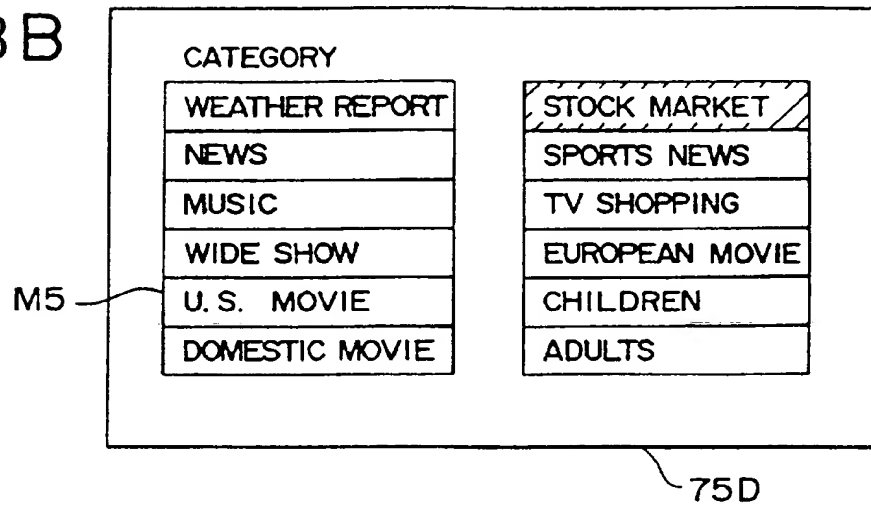 3B
CATEGORY
WEATHER REPORT
NEWS
MUSIC
WIDE SHOW
U.S. MOVIE
DOMESTIC MOVIE
STOCK MARKET
SPORTS NEWS
TV SHOPPING
EUROPEAN MOVIE
CHILDREN
ADULTS
M5
75D